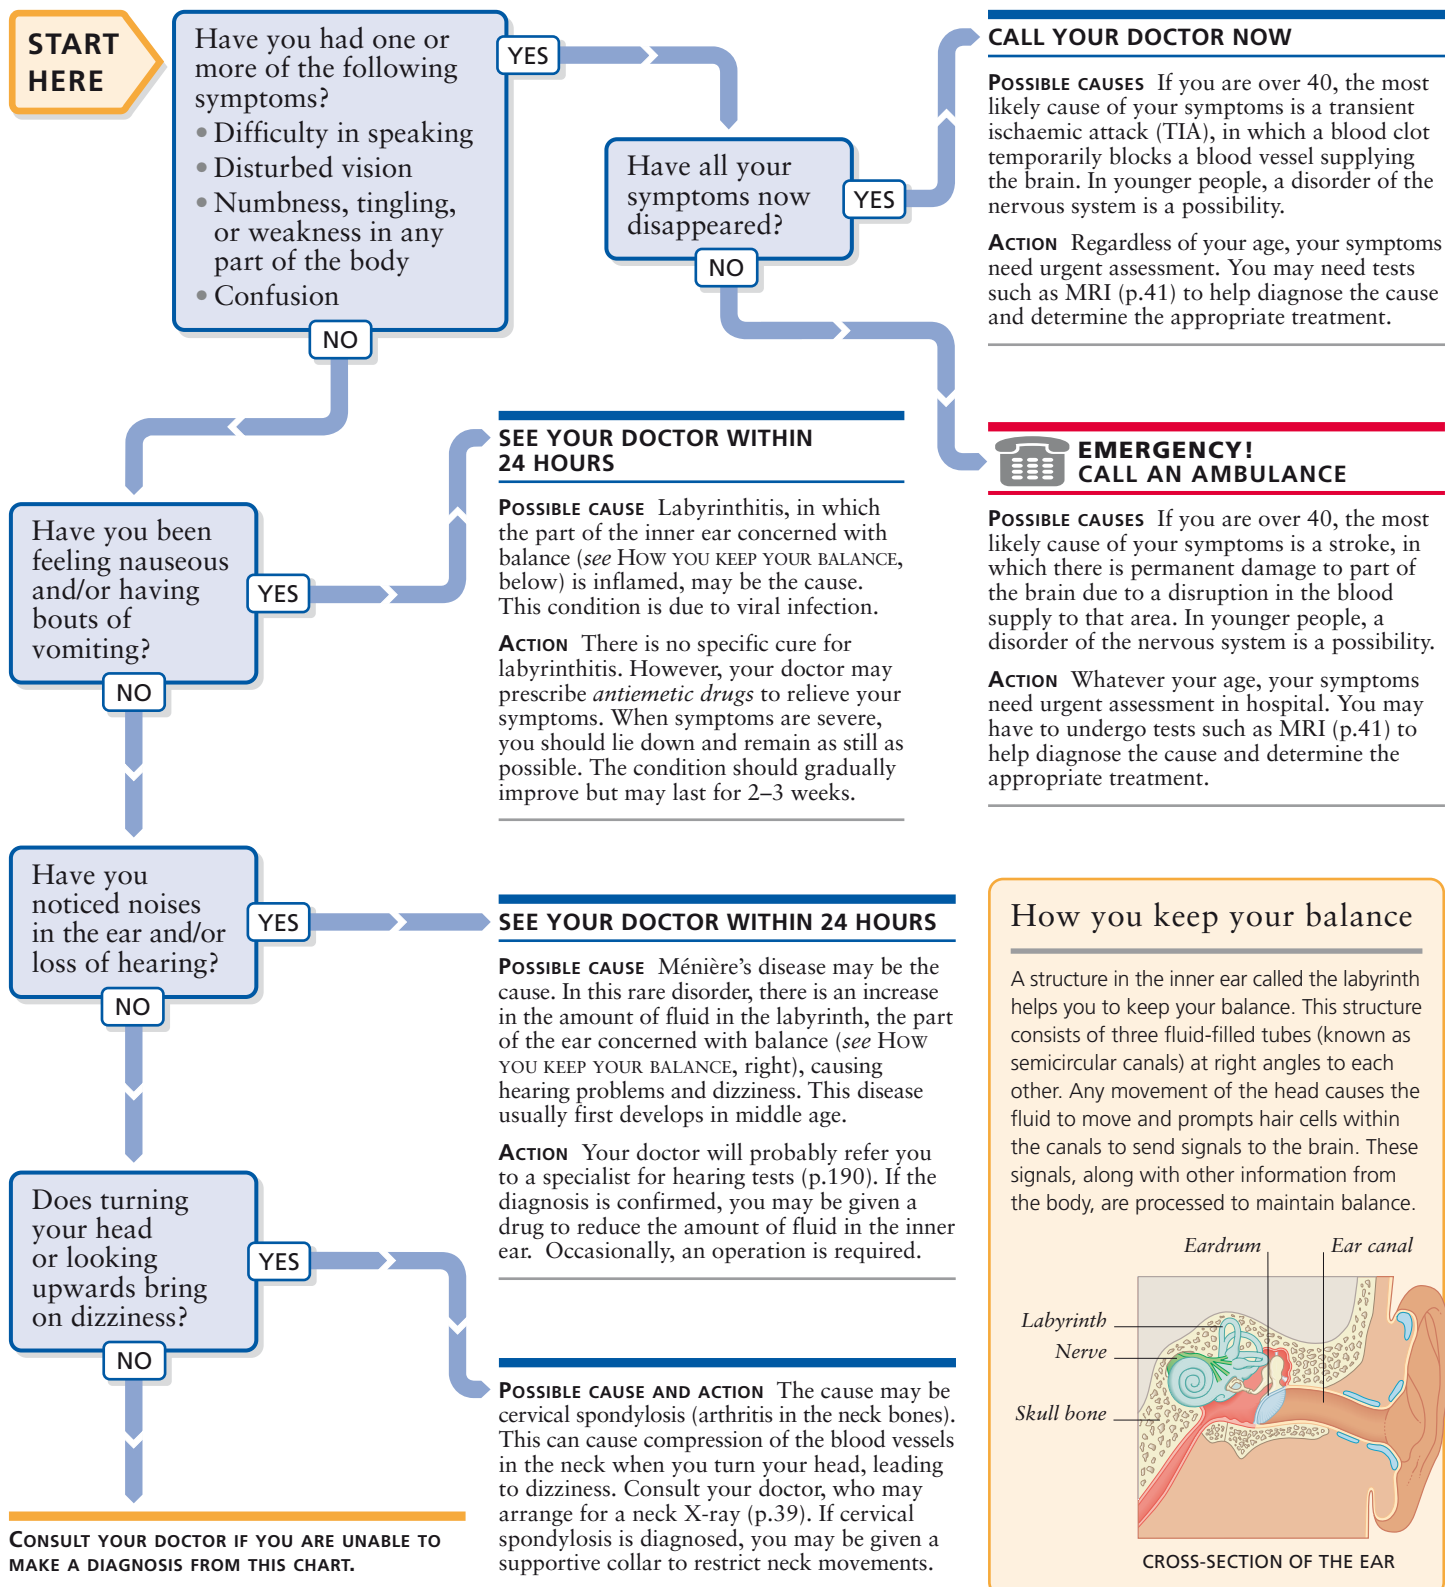 START
HERE
Have you had one or
more of the following
symptoms?
• Difficulty in speaking
• Disturbed vision
• Numbness, tingling,
or weakness in any
part of the body
• Confusion
YES
NO
Have all your
symptoms now
disappeared?
YES
NO
CALL YOUR DOCTOR NOW
POSSIBLE CAUSES If you are over 40, the most
likely cause of your symptoms is a transient
ischaemic attack (TIA), in which a blood clot
temporarily blocks a blood vessel supplying
the brain. In younger people, a disorder of the
nervous system is a possibility.
ACTION Regardless of your age, your symptoms
need urgent assessment. You may need tests
such as MRI (p.41) to help diagnose the cause
and determine the appropriate treatment.
EMERGENCY!
CALL AN AMBULANCE
POSSIBLE CAUSES If you are over 40, the most
likely cause of your symptoms is a stroke, in
which there is permanent damage to part of
the brain due to a disruption in the blood
supply to that area. In younger people, a
disorder of the nervous system is a possibility.
ACTION Whatever your age, your symptoms
need urgent assessment in hospital. You may
have to undergo tests such as MRI (p.41) to
help diagnose the cause and determine the
appropriate treatment.
Have you been
feeling nauseous
and/or having
bouts of
vomiting?
YES
NO
SEE YOUR DOCTOR WITHIN
24 HOURS
POSSIBLE CAUSE Labyrinthitis, in which
the part of the inner ear concerned with
balance (see HOW YOU KEEP YOUR BALANCE,
below) is inflamed, may be the cause.
This condition is due to viral infection.
ACTION There is no specific cure for
labyrinthitis. However, your doctor may
prescribe antiemetic drugs to relieve your
symptoms. When symptoms are severe,
you should lie down and remain as still as
possible. The condition should gradually
improve but may last for 2–3 weeks.
Have you
noticed noises
in the ear and/or
loss of hearing?
YES
NO
SEE YOUR DOCTOR WITHIN 24 HOURS
POSSIBLE CAUSE Ménière's disease may be the
cause. In this rare disorder, there is an increase
in the amount of fluid in the labyrinth, the part
of the ear concerned with balance (see HOW
YOU KEEP YOUR BALANCE, right), causing
hearing problems and dizziness. This disease
usually first develops in middle age.
ACTION Your doctor will probably refer you
to a specialist for hearing tests (p.190). If the
diagnosis is confirmed, you may be given a
drug to reduce the amount of fluid in the inner
ear. Occasionally, an operation is required.
Does turning
your head
or looking
upwards bring
on dizziness?
YES
NO
POSSIBLE CAUSE AND ACTION The cause may be
cervical spondylosis (arthritis in the neck bones).
This can cause compression of the blood vessels
in the neck when you turn your head, leading
to dizziness. Consult your doctor, who may
arrange for a neck X-ray (p.39). If cervical
spondylosis is diagnosed, you may be given a
supportive collar to restrict neck movements.
CONSULT YOUR DOCTOR IF YOU ARE UNABLE TO
MAKE A DIAGNOSIS FROM THIS CHART.
How you keep your balance
A structure in the inner ear called the labyrinth
helps you to keep your balance. This structure
consists of three fluid-filled tubes (known as
semicircular canals) at right angles to each
other. Any movement of the head causes the
fluid to move and prompts hair cells within
the canals to send signals to the brain. These
signals, along with other information from
the body, are processed to maintain balance.
Eardrum
Ear canal
Labyrinth
Nerve
Skull bone
CROSS-SECTION OF THE EAR